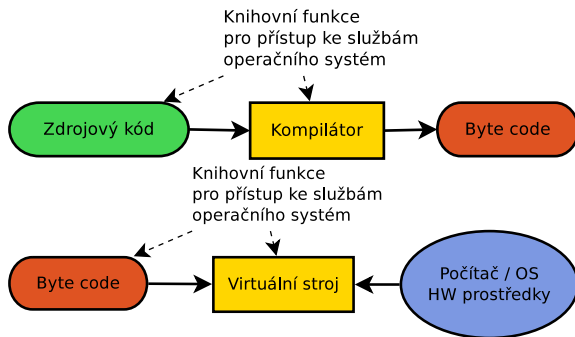 Knihovní funkce
pro přístup ke službám
operačního systém
Zdrojový kód
Kompilátor
Byte code
Knihovní funkce
pro přístup ke službám
operačního systém
Byte code
Virtuální stroj
Počítač / OS
HW prostředky